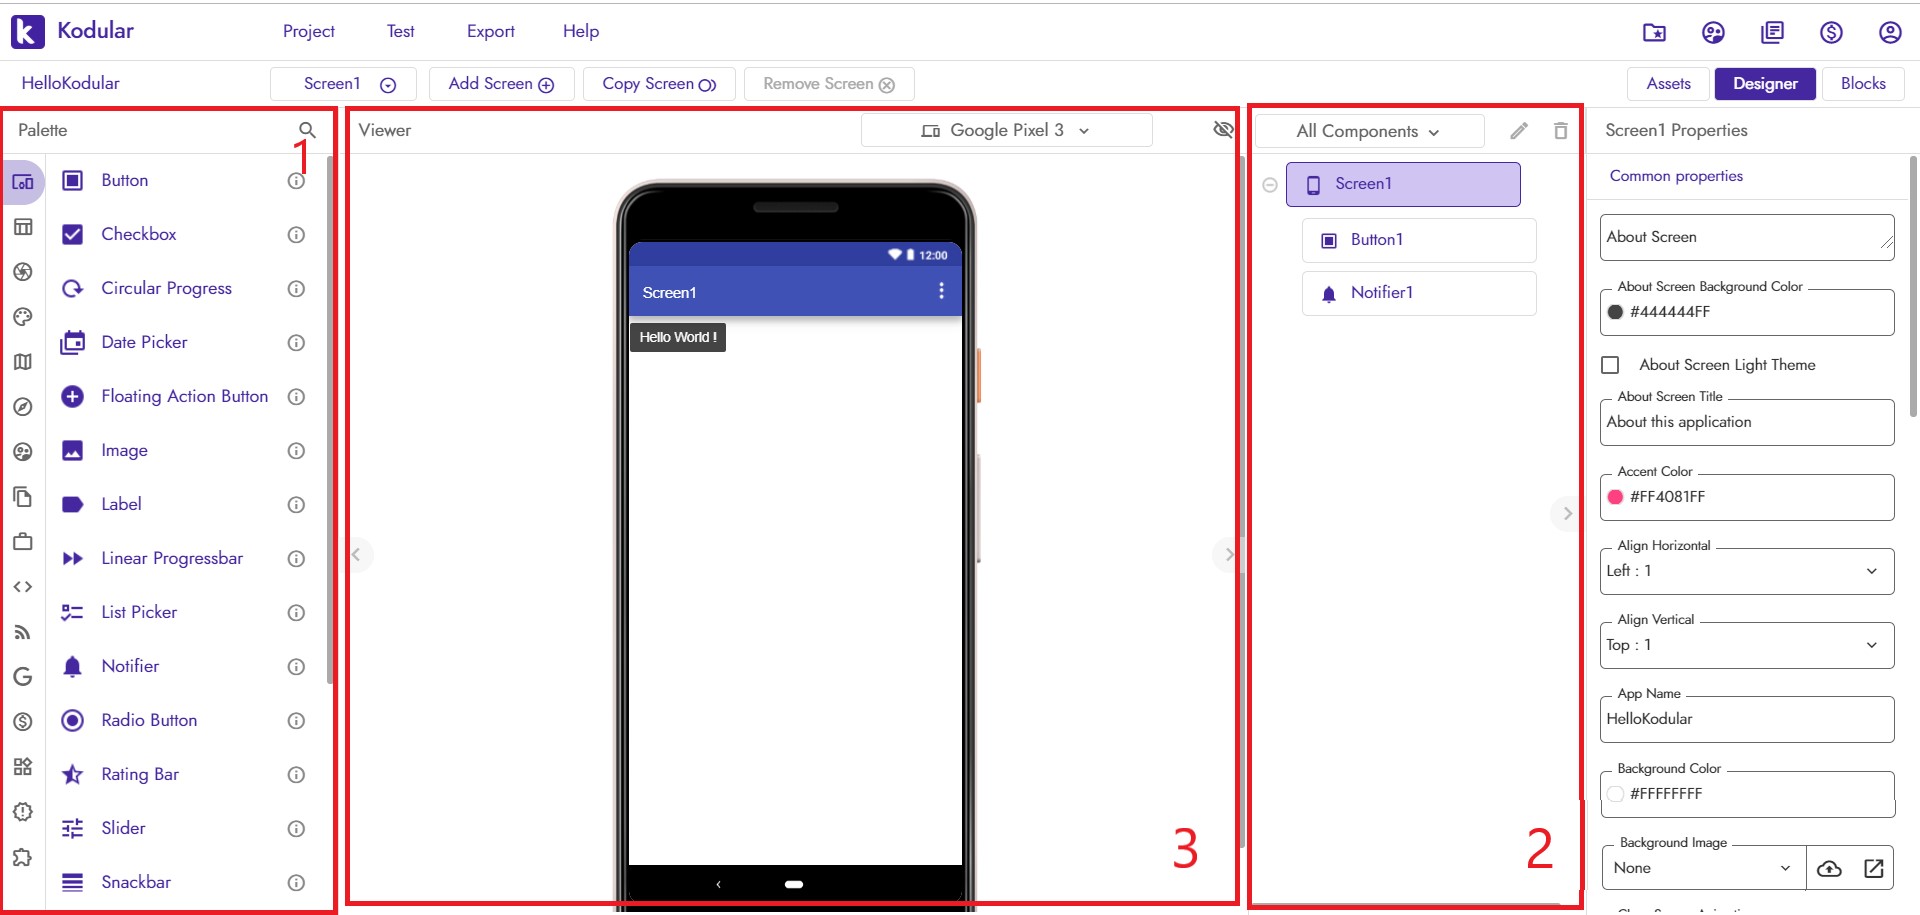 Kodular
Project
Test
Export
Help
HelloKodular
Screen1
Add Screen
Copy Screen
Remove Screen
Assets
Designer
Blocks
Palette
1
Button
Checkbox
Circular Progress
Date Picker
Floating Action Button
Image
Label
Linear Progressbar
List Picker
Notifier
Radio Button
Rating Bar
Slider
Snackbar
Viewer
Google Pixel 3
12:00
Screen1
Hello World !
3
All Components
Screen1
Button1
Notifier1
2
Screen1 Properties
Common properties
About Screen
About Screen Background Color
#444444FF
About Screen Light Theme
About Screen Title
About this application
Accent Color
#FF4081FF
Align Horizontal
Left : 1
Align Vertical
Top : 1
App Name
HelloKodular
Background Color
#FFFFFFFF
Background Image
None